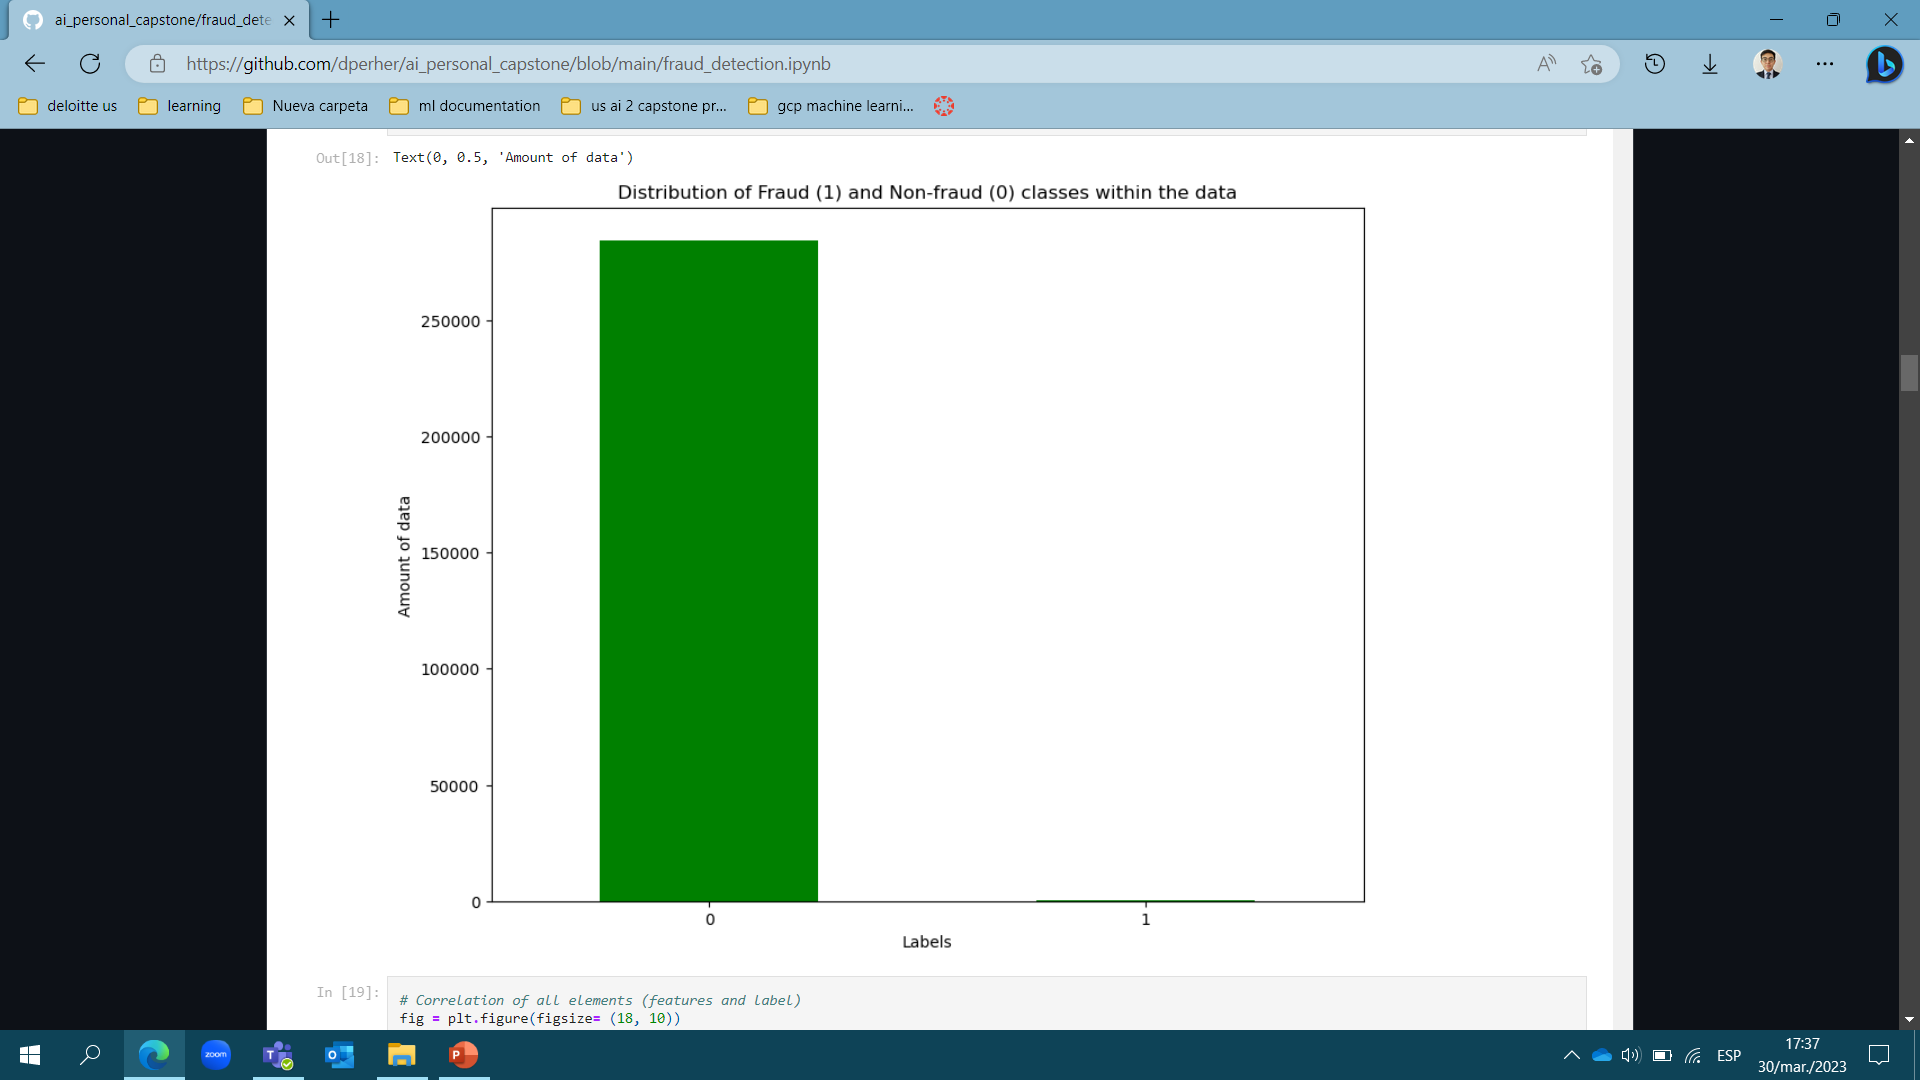 ai_personal_capstone/fraud_dete
https://github.com/dperher/ai_personal_capstone/blob/main/fraud_detection.ipynb
deloitte us
learning
Nueva carpeta
ml documentation
us ai 2 capstone pr...
gcp machine learni...
Out[18]: Text(0, 0.5, 'Amount of data')
Distribution of Fraud (1) and Non-fraud (0) classes within the data
250000
200000
150000
100000
50000
0
Amount of data
0
1
Labels
In [19]:
# Correlation of all elements (features and label)
fig = plt.figure(figsize= (18, 10))
zoom
ESP
17:37
30/mar./2023